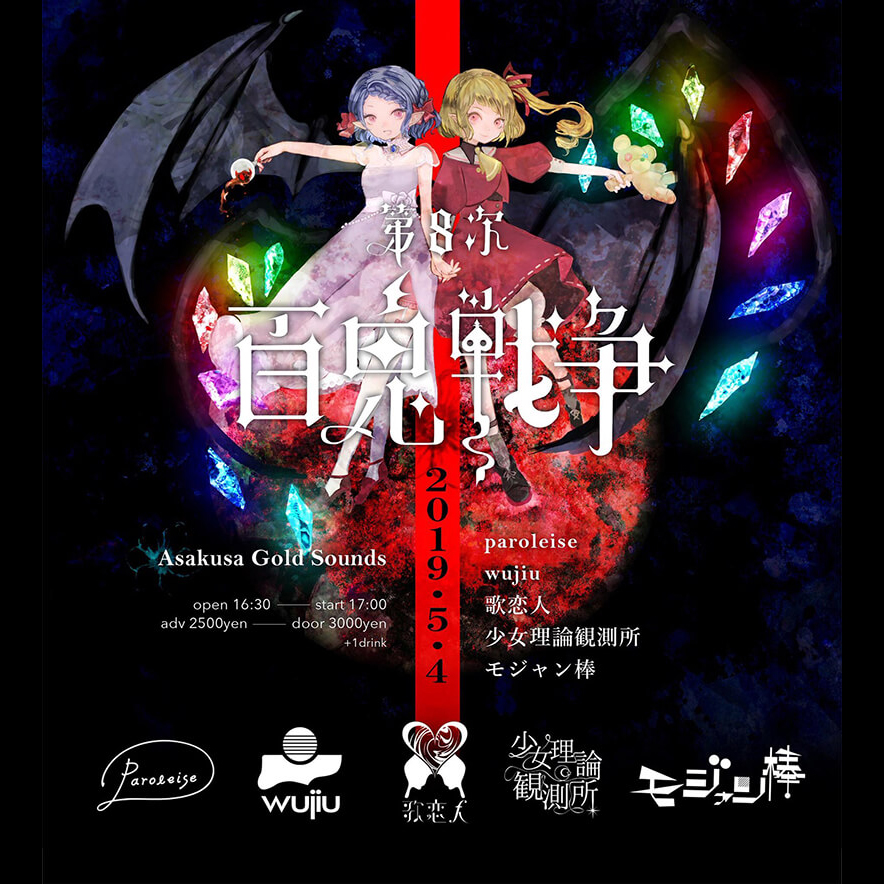 第8次
百鬼戦争
2019・5・4
Asakusa Gold Sounds
open 16:30 —— start 17:00
adv 2500yen —— door 3000yen
+1drink
paroleise
wujiu
歌恋人
少女理論観測所
モジャン棒
Paroleise
wujiu
歌恋人
少女理論
観測所
モジャン棒